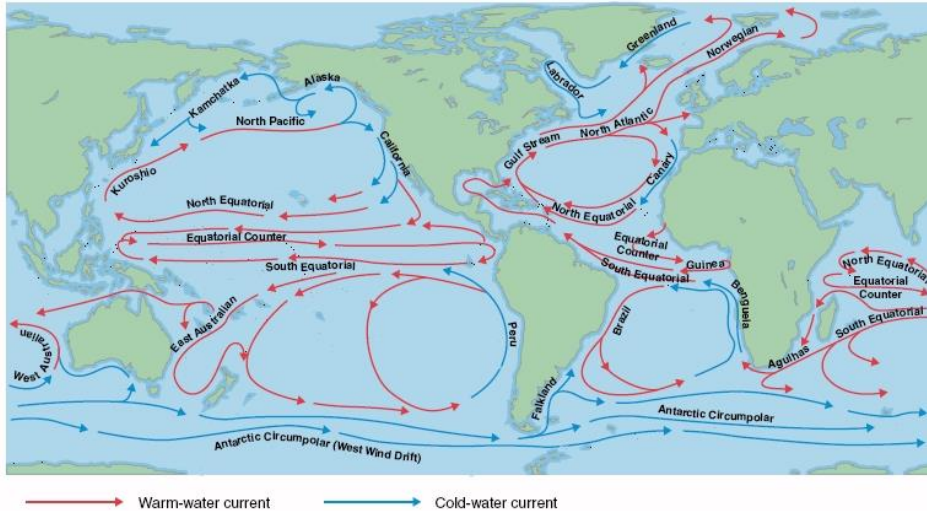 Greenland
Norwegian
Labrador
Alaska
Kamchatka
North Pacific
North Atlantic
Gulf Stream
California
Canary
Kuroshio
North Equatorial
North Equatorial
Equatorial Counter
Equatorial
Counter
Guinea
North Equatorial
South Equatorial
South Equatorial
Equatorial
Counter
Bengueia
South Equatorial
East Australian
Brazil
Peru
West Australian
Agulhas
Falkland
Antarctic Circumpolar
Antarctic Circumpolar (West Wind Drift)
Warm-water current
Cold-water current